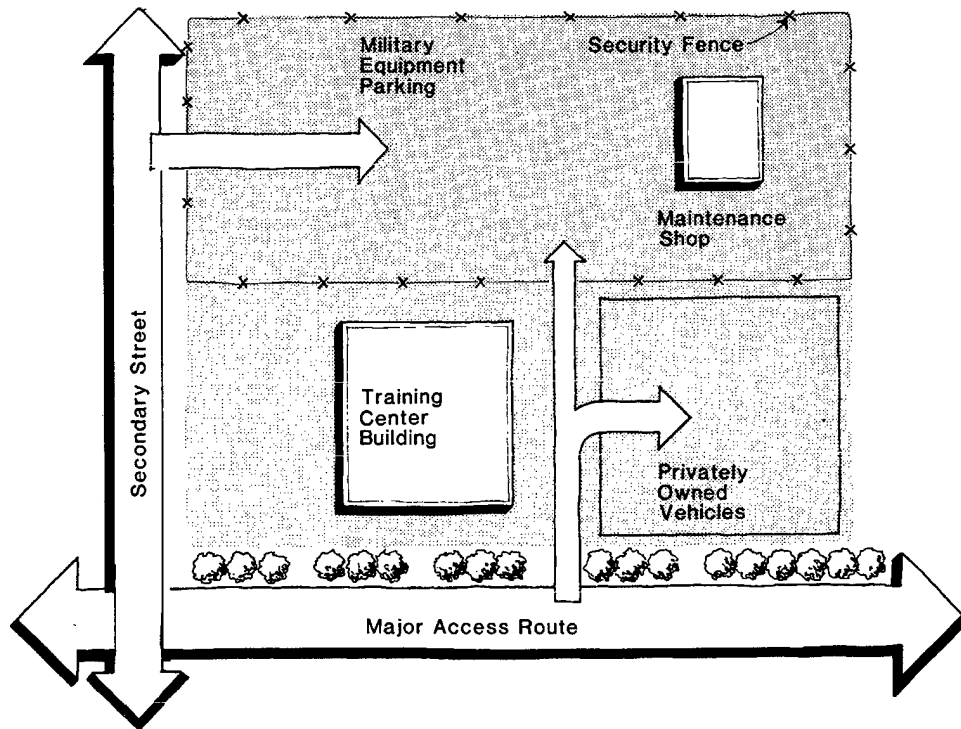 Military
Equipment
Parking
Security Fence
Maintenance
Shop
Secondary Street
Training
Center
Building
Privately
Owned
Vehicles
Major Access Route